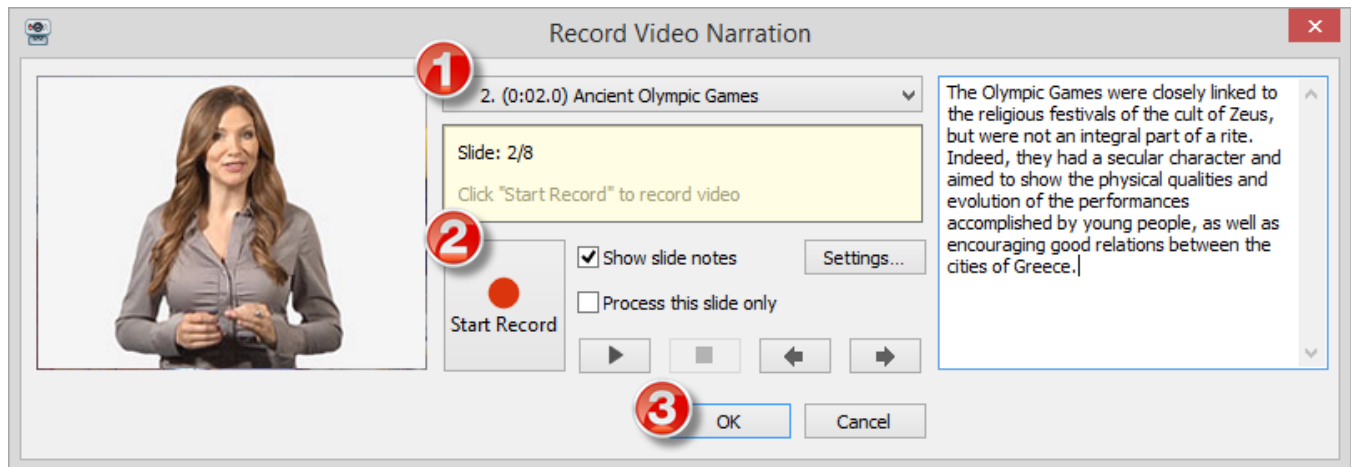 Record Video Narration
1
2. (0:02.0) Ancient Olympic Games
Slide: 2/8
Click "Start Record" to record video
2
Start Record
Show slide notes
Settings...
Process this slide only
3
OK
Cancel
The Olympic Games were closely linked to
the religious festivals of the cult of Zeus,
but were not an integral part of a rite.
Indeed, they had a secular character and
aimed to show the physical qualities and
evolution of the performances
accomplished by young people, as well as
encouraging good relations between the
cities of Greece.